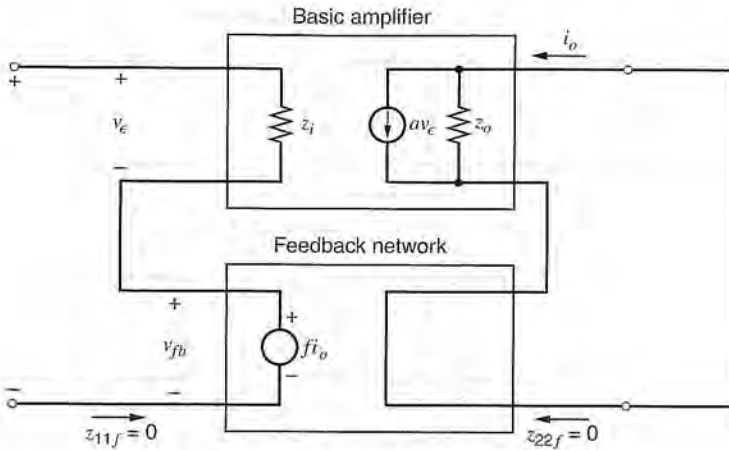 Basic amplifier
i_o
+
+
v_ϵ
z_i
av_ϵ
z_o
−
Feedback network
+
+
v_fb
fi_o
−
−
−
z_11f = 0
z_22f = 0